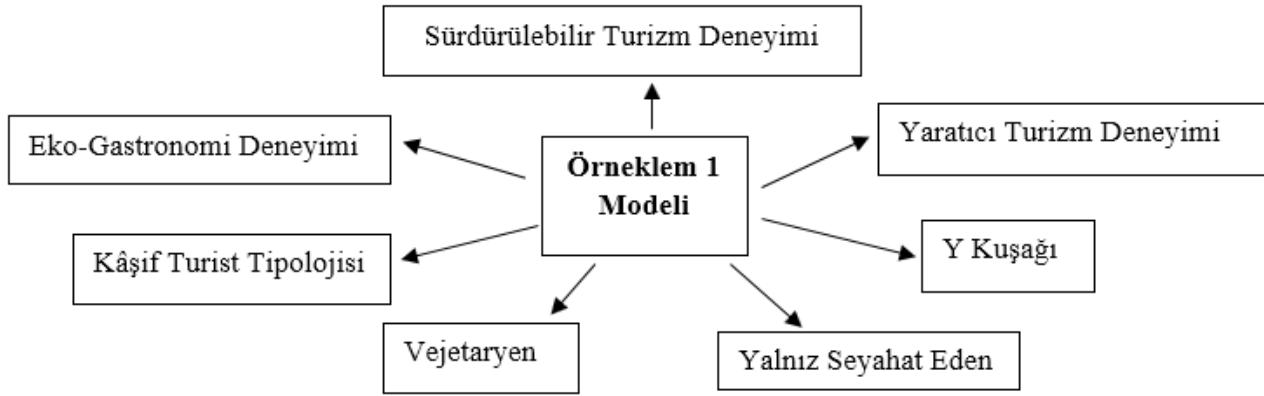 Sürdürülebilir Turizm Deneyimi
Eko-Gastronomi Deneyimi
Yaratıcı Turizm Deneyimi
Örneklem 1
Modeli
Kâşif Turist Tipolojisi
Y Kuşağı
Vejetaryen
Yalnız Seyahat Eden